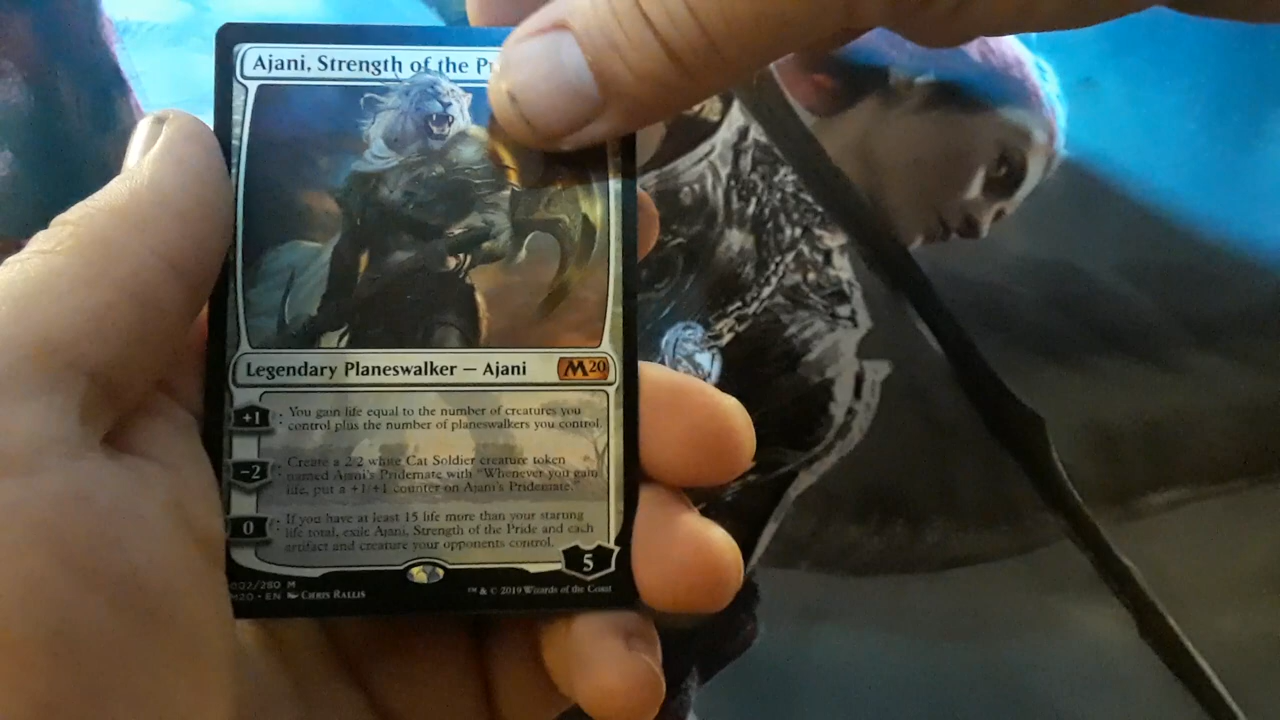 Ajani, Strength of the P
Legendary Planeswalker — Ajani
M20
+1
: You gain life equal to the number of creatures you
control plus the number of planeswalkers you control.
−2
: Create a 2/2 white Cat Soldier creature token
named Ajani's Pridemate with "Whenever you gain
life, put a +1/+1 counter on Ajani's Pridemate."
0
: If you have at least 15 life more than your starting
life total, exile Ajani, Strength of the Pride and each
artifact and creature your opponents control.
5
002/280 M
M20 • EN Chris Rallis
™ & © 2019 Wizards of the Coast